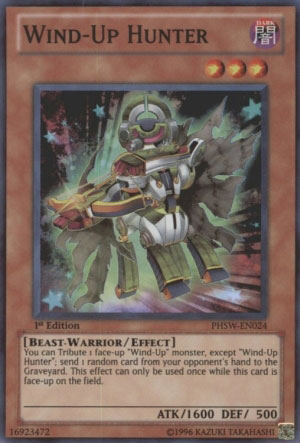 WIND-UP HUNTER
DARK
闇
1st Edition
PHSW-EN024
[BEAST-WARRIOR/EFFECT]
You can Tribute 1 face-up "Wind-Up" monster, except "Wind-Up
Hunter"; send 1 random card from your opponent's hand to the
Graveyard. This effect can only be used once while this card is
face-up on the field.
ATK/1600 DEF/ 500
16923472
©1996 KAZUKI TAKAHASHI